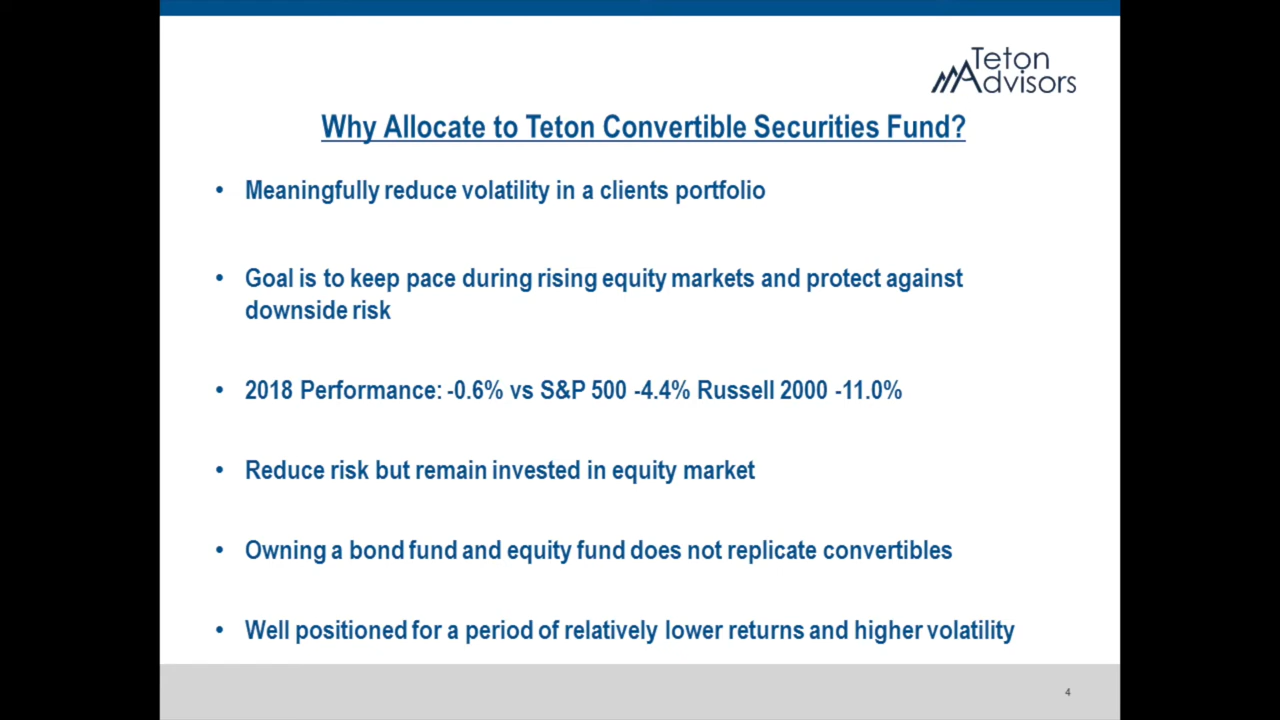 Teton
Advisors
Why Allocate to Teton Convertible Securities Fund?
• Meaningfully reduce volatility in a clients portfolio
• Goal is to keep pace during rising equity markets and protect against
downside risk
• 2018 Performance: -0.6% vs S&P 500 -4.4% Russell 2000 -11.0%
• Reduce risk but remain invested in equity market
• Owning a bond fund and equity fund does not replicate convertibles
• Well positioned for a period of relatively lower returns and higher volatility
4